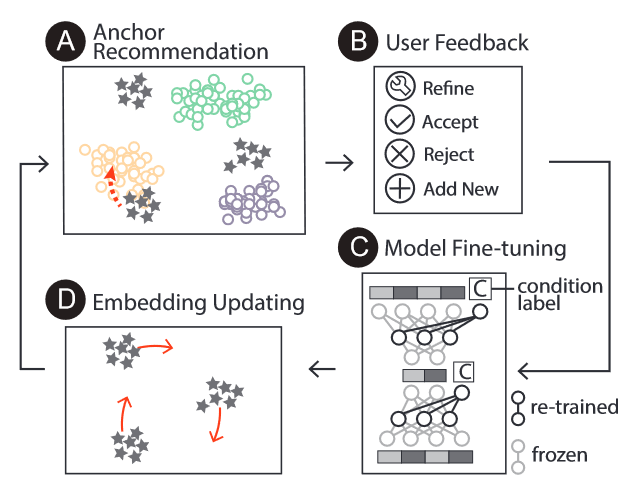 A Anchor
Recommendation
B User Feedback
Refine
Accept
Reject
Add New
C Model Fine-tuning
C condition
label
C
re-trained
frozen
D Embedding Updating